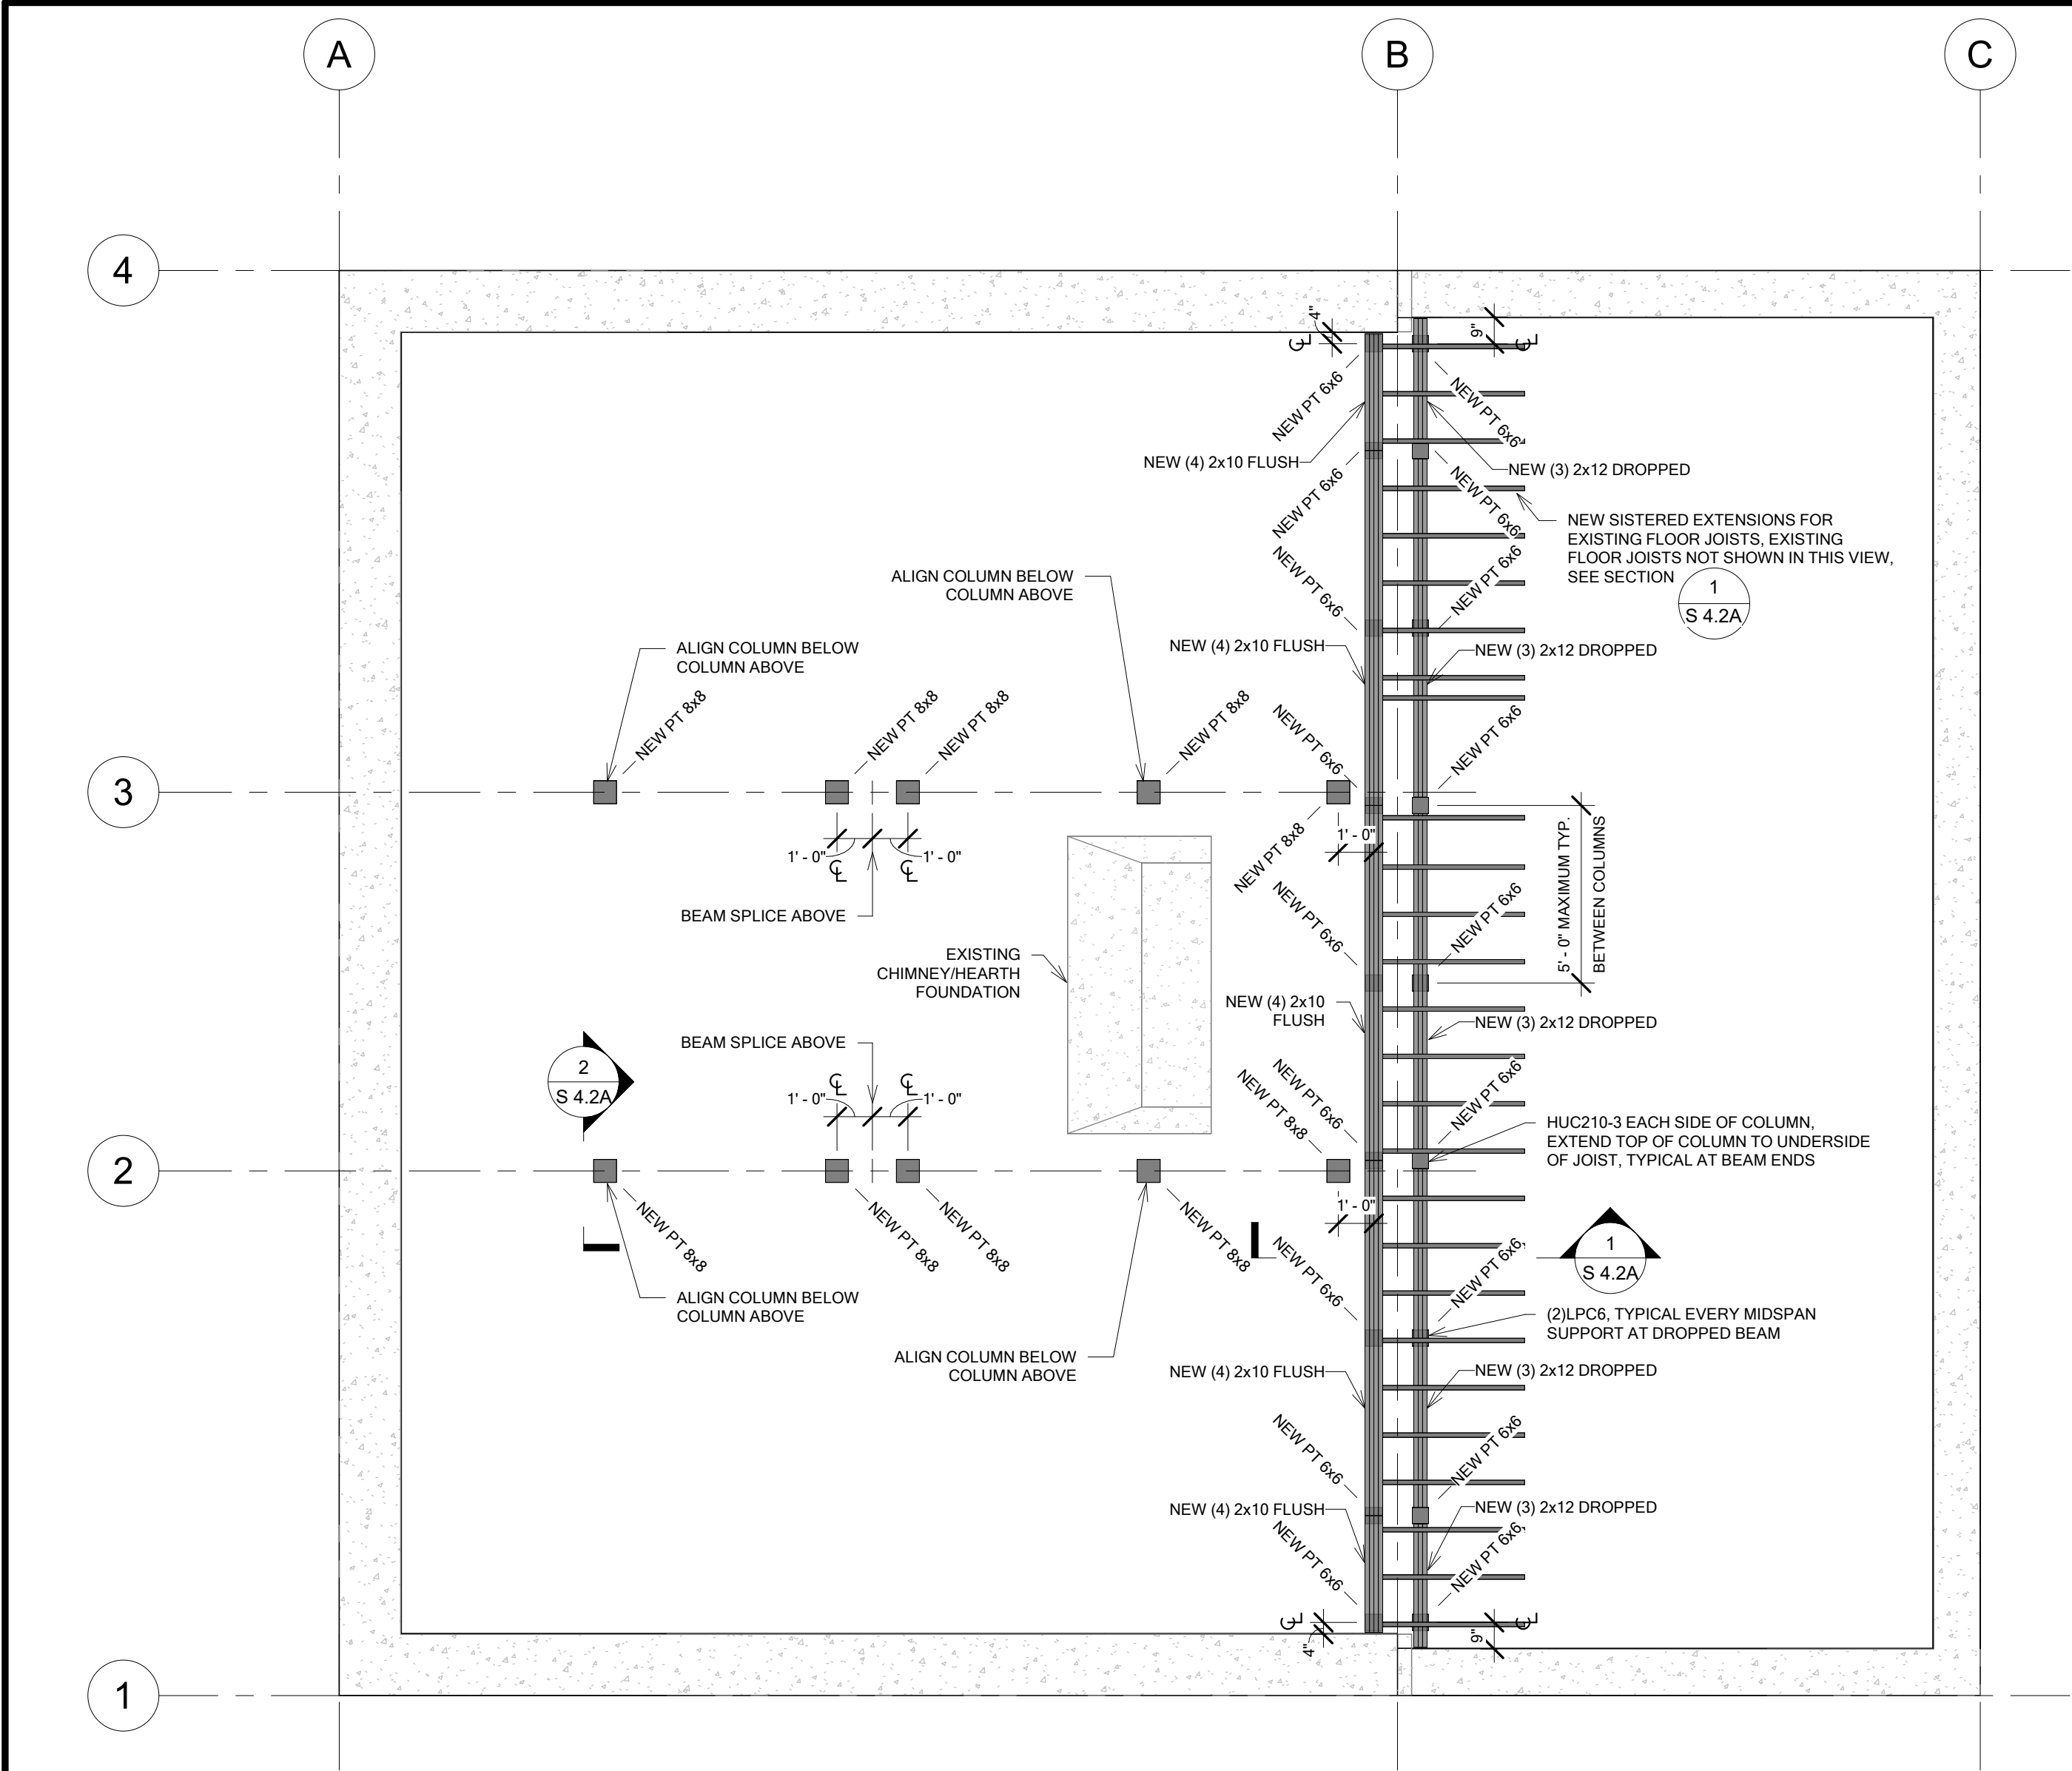 A
B
C
4
4"
9"
CL
CL
NEW PT 6x6
NEW PT 6x6
NEW (4) 2x10 FLUSH
NEW (3) 2x12 DROPPED
NEW PT 6x6
NEW PT 6x6
NEW SISTERED EXTENSIONS FOR
EXISTING FLOOR JOISTS, EXISTING
FLOOR JOISTS NOT SHOWN IN THIS VIEW,
SEE SECTION
1
S 4.2A
NEW PT 6x6
NEW PT 6x6
ALIGN COLUMN BELOW
COLUMN ABOVE
ALIGN COLUMN BELOW
COLUMN ABOVE
NEW (4) 2x10 FLUSH
NEW (3) 2x12 DROPPED
NEW PT 8x8
NEW PT 8x8
NEW PT 8x8
NEW PT 8x8
NEW PT 6x6
NEW PT 6x6
3
1' - 0"
1' - 0"
CL
CL
NEW PT 8x8
1' - 0"
5' - 0" MAXIMUM TYP.
BETWEEN COLUMNS
BEAM SPLICE ABOVE
NEW PT 6x6
NEW PT 6x6
EXISTING
CHIMNEY/HEARTH
FOUNDATION
NEW (4) 2x10
FLUSH
NEW (3) 2x12 DROPPED
BEAM SPLICE ABOVE
2
S 4.2A
CL
CL
1' - 0"
1' - 0"
NEW PT 6x6
NEW PT 8x8
NEW PT 6x6
HUC210-3 EACH SIDE OF COLUMN,
EXTEND TOP OF COLUMN TO UNDERSIDE
OF JOIST, TYPICAL AT BEAM ENDS
2
NEW PT 8x8
NEW PT 8x8
NEW PT 8x8
NEW PT 8x8
1' - 0"
NEW PT 6x6
NEW PT 6x6
1
S 4.2A
ALIGN COLUMN BELOW
COLUMN ABOVE
(2)LPC6, TYPICAL EVERY MIDSPAN
SUPPORT AT DROPPED BEAM
ALIGN COLUMN BELOW
COLUMN ABOVE
NEW (4) 2x10 FLUSH
NEW (3) 2x12 DROPPED
NEW PT 6x6
NEW PT 6x6
NEW (4) 2x10 FLUSH
NEW (3) 2x12 DROPPED
NEW PT 6x6
NEW PT 6x6
CL
CL
4"
9"
1